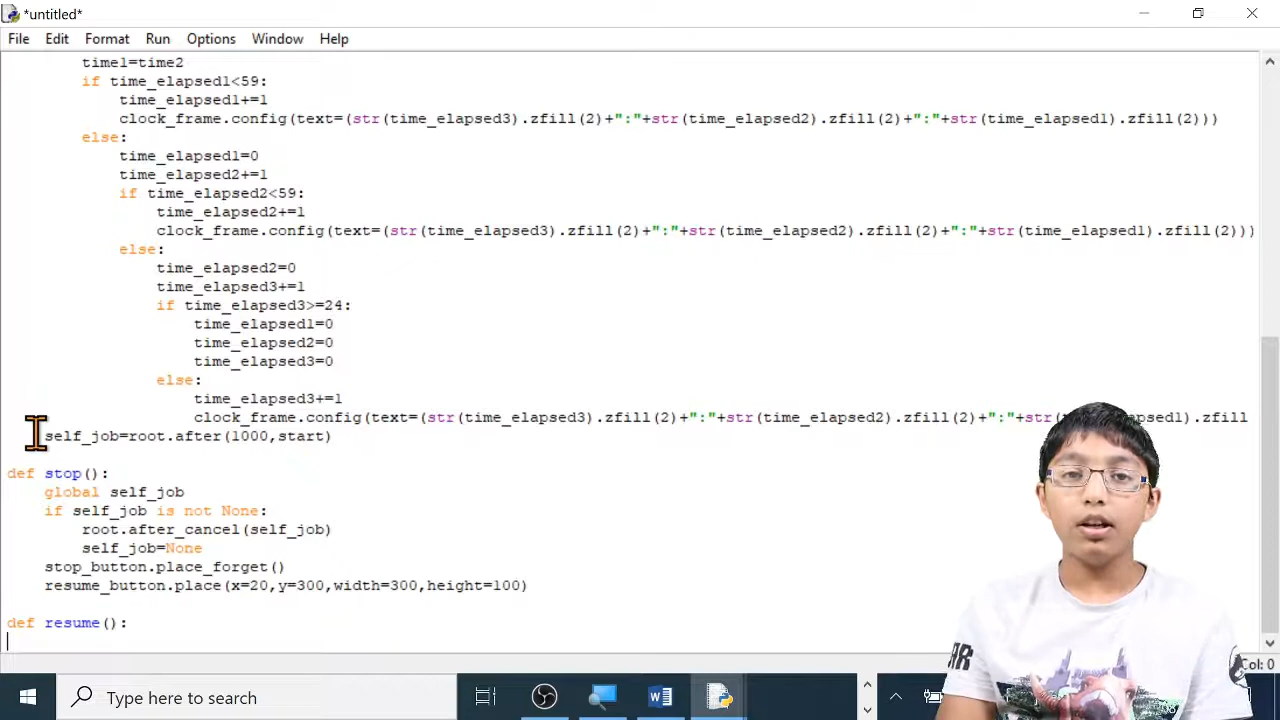 *untitled*
File Edit Format Run Options Window Help
time1=time2
if time_elapsed1<59:
time_elapsed1+=1
clock_frame.config(text=(str(time_elapsed3).zfill(2)+":"+str(time_elapsed2).zfill(2)+":"+str(time_elapsed1).zfill(2)))
else:
time_elapsed1=0
time_elapsed2+=1
if time_elapsed2<59:
time_elapsed2+=1
clock_frame.config(text=(str(time_elapsed3).zfill(2)+":"+str(time_elapsed2).zfill(2)+":"+str(time_elapsed1).zfill(2)))
else:
time_elapsed2=0
time_elapsed3+=1
if time_elapsed3>=24:
time_elapsed1=0
time_elapsed2=0
time_elapsed3=0
else:
time_elapsed3+=1
clock_frame.config(text=(str(time_elapsed3).zfill(2)+":"+str(time_elapsed2).zfill(2)+":"+str( elapsed1).zfill
self_job=root.after(1000,start)
def stop():
global self_job
if self_job is not None:
root.after_cancel(self_job)
self_job=None
stop_button.place_forget()
resume_button.place(x=20,y=300,width=300,height=100)
def resume():
Col: 0
Type here to search